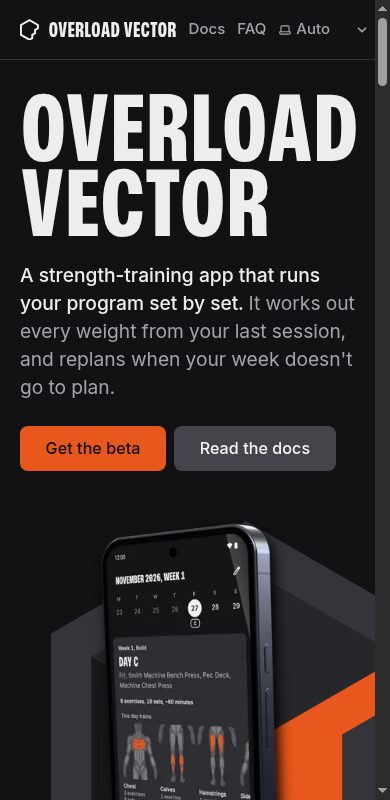 OVERLOAD VECTOR Docs FAQ Auto
OVERLOAD
VECTOR
A strength-training app that runs
your program set by set. It works out
every weight from your last session,
and replans when your week doesn't
go to plan.
Get the beta Read the docs
12:00
NOVEMBER 2026, WEEK 1
M T W T F S S
23 24 25 26 27 28 29
C
Week 1, Build
DAY C
Fri, Smith Machine Bench Press, Pec Deck,
Machine Chest Press
8 exercises, 18 sets, ~60 minutes
This day trains
Chest Calves Hamstrings
3 exercises 1 exercise